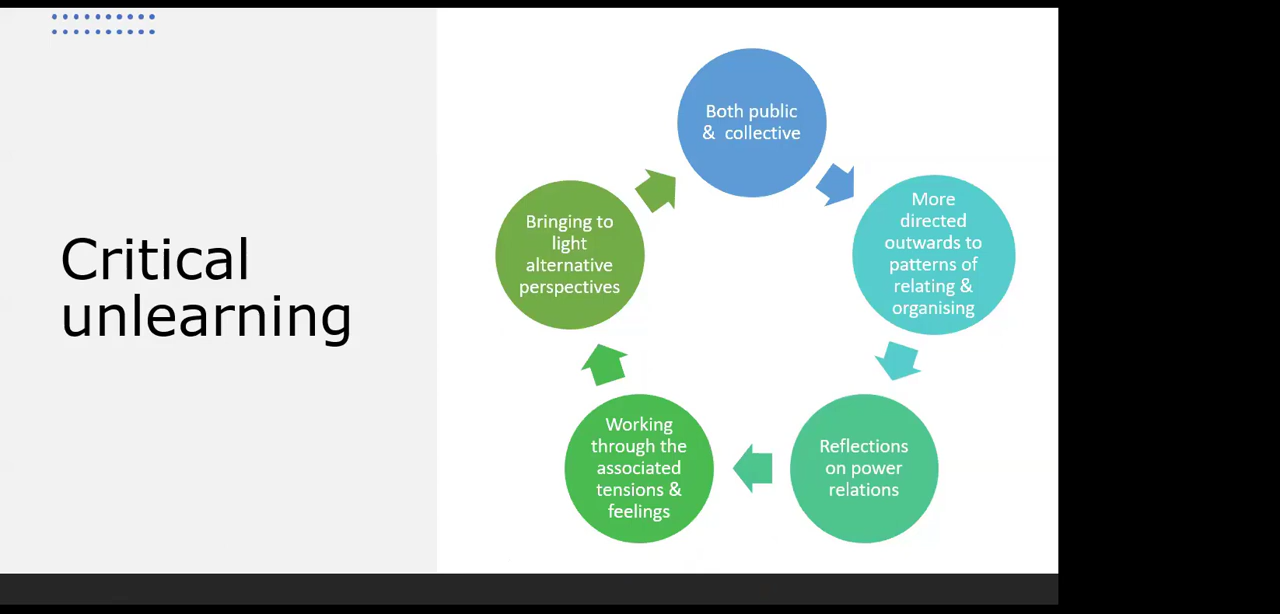 Critical
unlearning
Both public
& collective
More
directed
outwards to
patterns of
relating &
organising
Reflections
on power
relations
Working
through the
associated
tensions &
feelings
Bringing to
light
alternative
perspectives